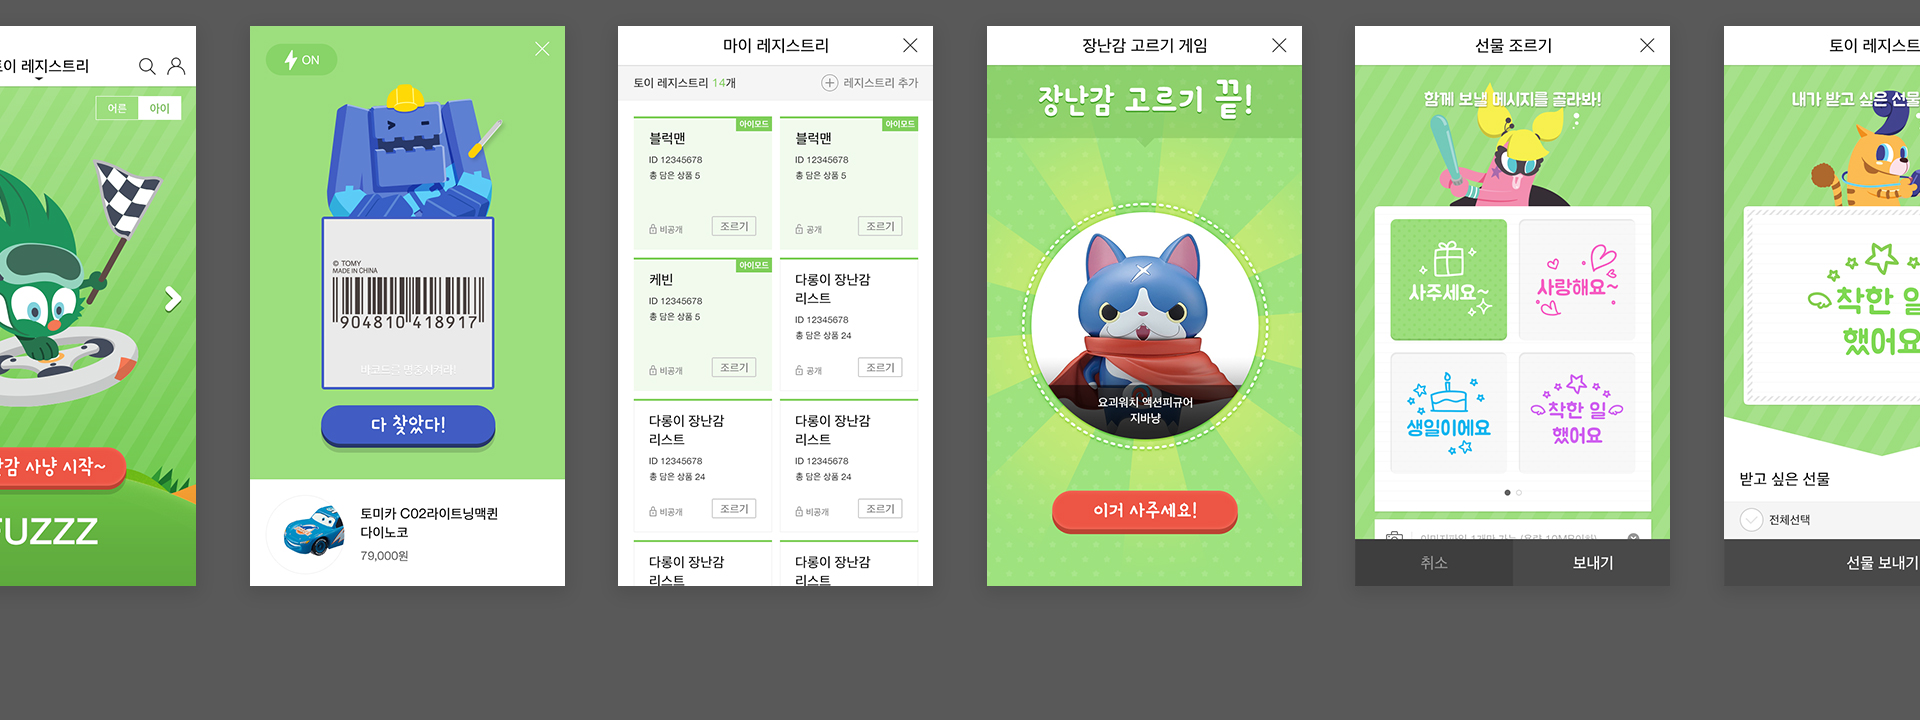 토이 레지스트리
어른
아이
감 사냥 시작~
FUZZZ
ON
© TOMY
MADE IN CHINA
904810 418917
다 찾았다!
토미카 C02라이트닝맥퀸
다이노코
79,000원
마이 레지스트리
토이 레지스트리 14개
레지스트리 추가
아이모드
블럭맨
ID 12345678
총 담은 상품 5
비공개
조르기
아이모드
블럭맨
ID 12345678
총 담은 상품 5
공개
조르기
아이모드
케빈
ID 12345678
총 담은 상품 5
비공개
조르기
다롱이 장난감
리스트
ID 12345678
총 담은 상품 24
공개
조르기
다롱이 장난감
리스트
ID 12345678
총 담은 상품 24
비공개
조르기
다롱이 장난감
리스트
ID 12345678
총 담은 상품 24
비공개
조르기
다롱이 장난감
리스트
다롱이 장난감
리스트
장난감 고르기 게임
장난감 고르기 끝!
요괴워치 액션피규어
지바냥
이거 사주세요!
선물 조르기
함께 보낼 메시지를 골라봐!
사주세요~
사랑해요~
생일이에요
착한 일
했어요
취소
보내기
토이 레지스트
내가 받고 싶은 선물
착한 일
했어요
받고 싶은 선물
전체선택
선물 보내기